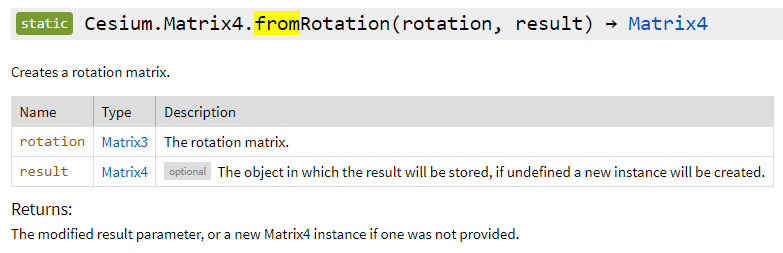 static Cesium.Matrix4.fromRotation(rotation, result) → Matrix4
Creates a rotation matrix.
Name Type Description
rotation Matrix3 The rotation matrix.
result Matrix4 optional The object in which the result will be stored, if undefined a new instance will be created.
Returns:
The modified result parameter, or a new Matrix4 instance if one was not provided.